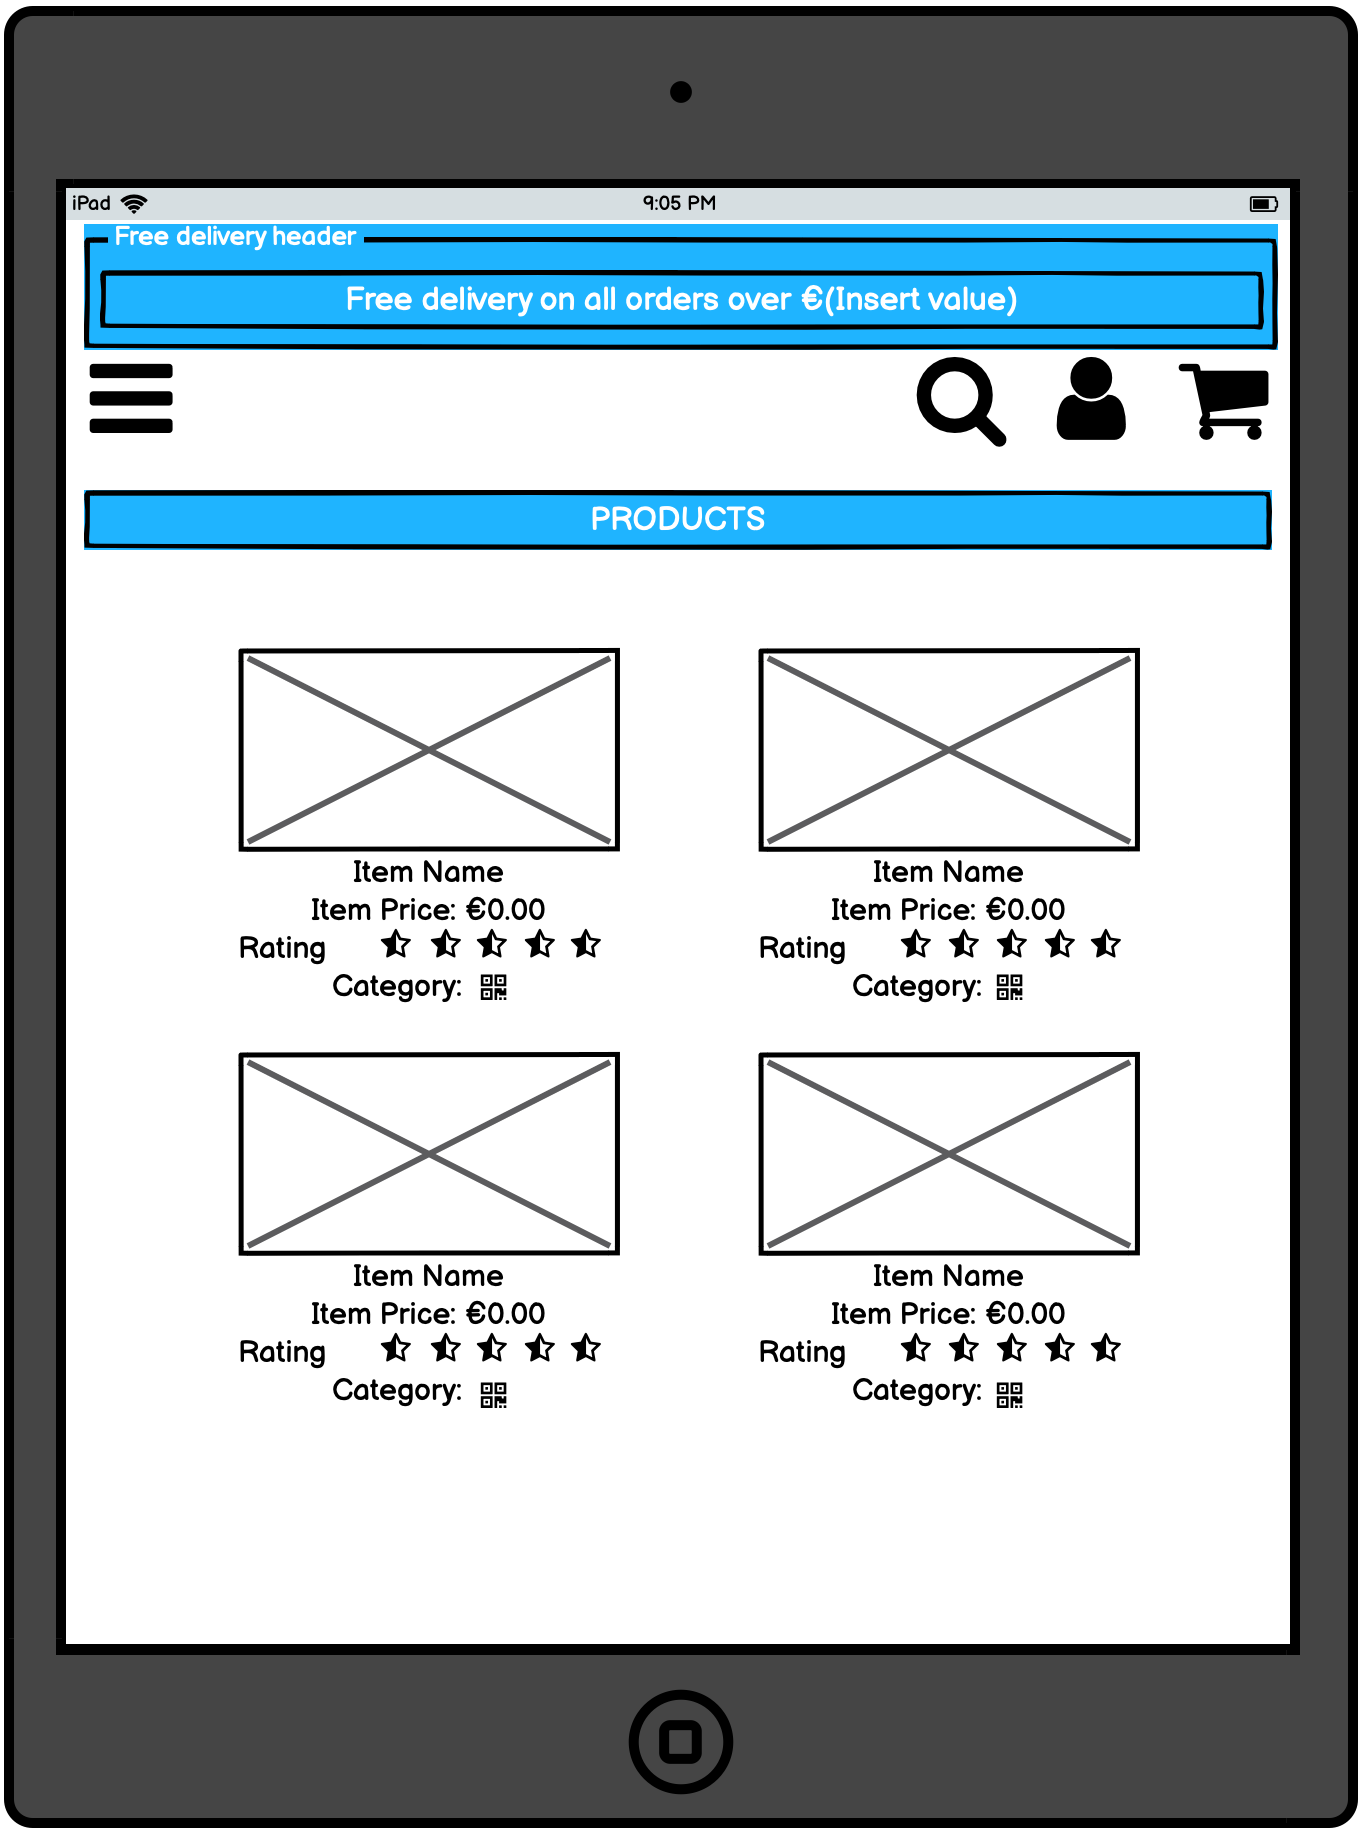 iPad 9:05 PM
Free delivery header
Free delivery on all orders over €(Insert value)
PRODUCTS
Item Name
Item Price: €0.00
Rating
Category:
Item Name
Item Price: €0.00
Rating
Category:
Item Name
Item Price: €0.00
Rating
Category:
Item Name
Item Price: €0.00
Rating
Category: